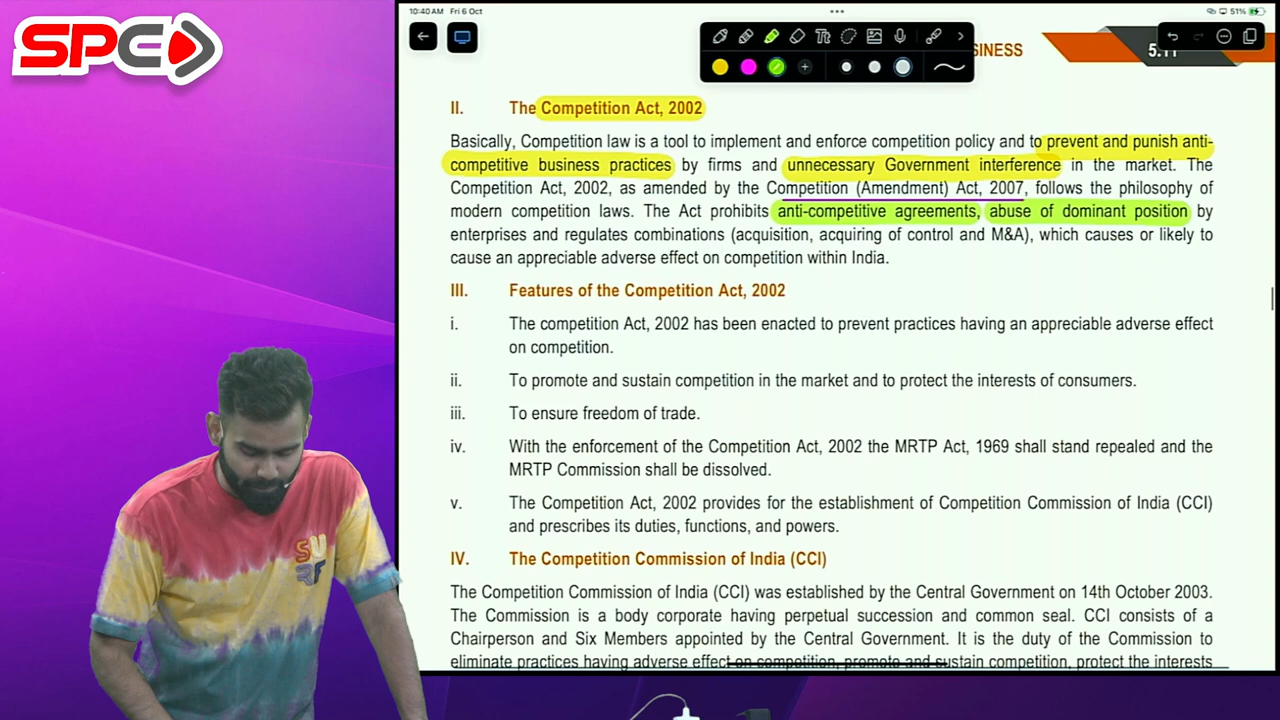 SPC
10:40 AM Fri 6 Oct
51%
SINESS
5.11
II. The Competition Act, 2002
Basically, Competition law is a tool to implement and enforce competition policy and to prevent and punish anti-
competitive business practices by firms and unnecessary Government interference in the market. The
Competition Act, 2002, as amended by the Competition (Amendment) Act, 2007, follows the philosophy of
modern competition laws. The Act prohibits anti-competitive agreements, abuse of dominant position by
enterprises and regulates combinations (acquisition, acquiring of control and M&A), which causes or likely to
cause an appreciable adverse effect on competition within India.
III. Features of the Competition Act, 2002
i. The competition Act, 2002 has been enacted to prevent practices having an appreciable adverse effect
on competition.
ii. To promote and sustain competition in the market and to protect the interests of consumers.
iii. To ensure freedom of trade.
iv. With the enforcement of the Competition Act, 2002 the MRTP Act, 1969 shall stand repealed and the
MRTP Commission shall be dissolved.
v. The Competition Act, 2002 provides for the establishment of Competition Commission of India (CCI)
and prescribes its duties, functions, and powers.
IV. The Competition Commission of India (CCI)
The Competition Commission of India (CCI) was established by the Central Government on 14th October 2003.
The Commission is a body corporate having perpetual succession and common seal. CCI consists of a
Chairperson and Six Members appointed by the Central Government. It is the duty of the Commission to
eliminate practices having adverse effect on competition, promote and sustain competition, protect the interests
SU
RF